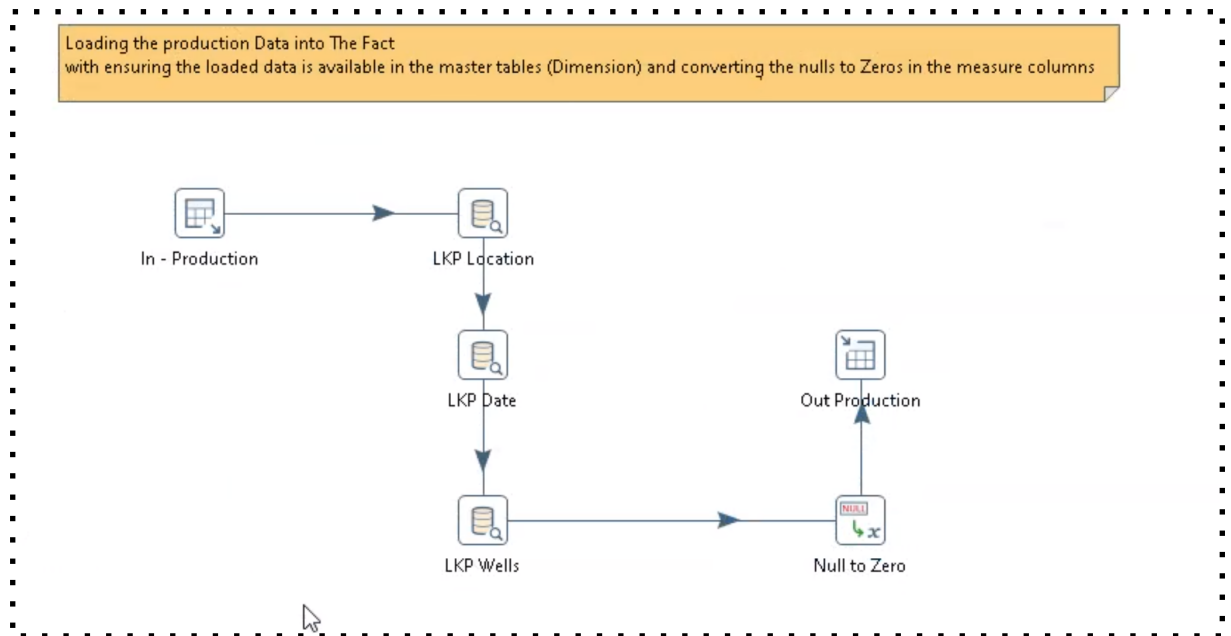 Loading the production Data into The Fact
with ensuring the loaded data is available in the master tables (Dimension) and converting the nulls to Zeros in the measure columns
In - Production
LKP Location
LKP Date
Out Production
LKP Wells
NULL
x
Null to Zero